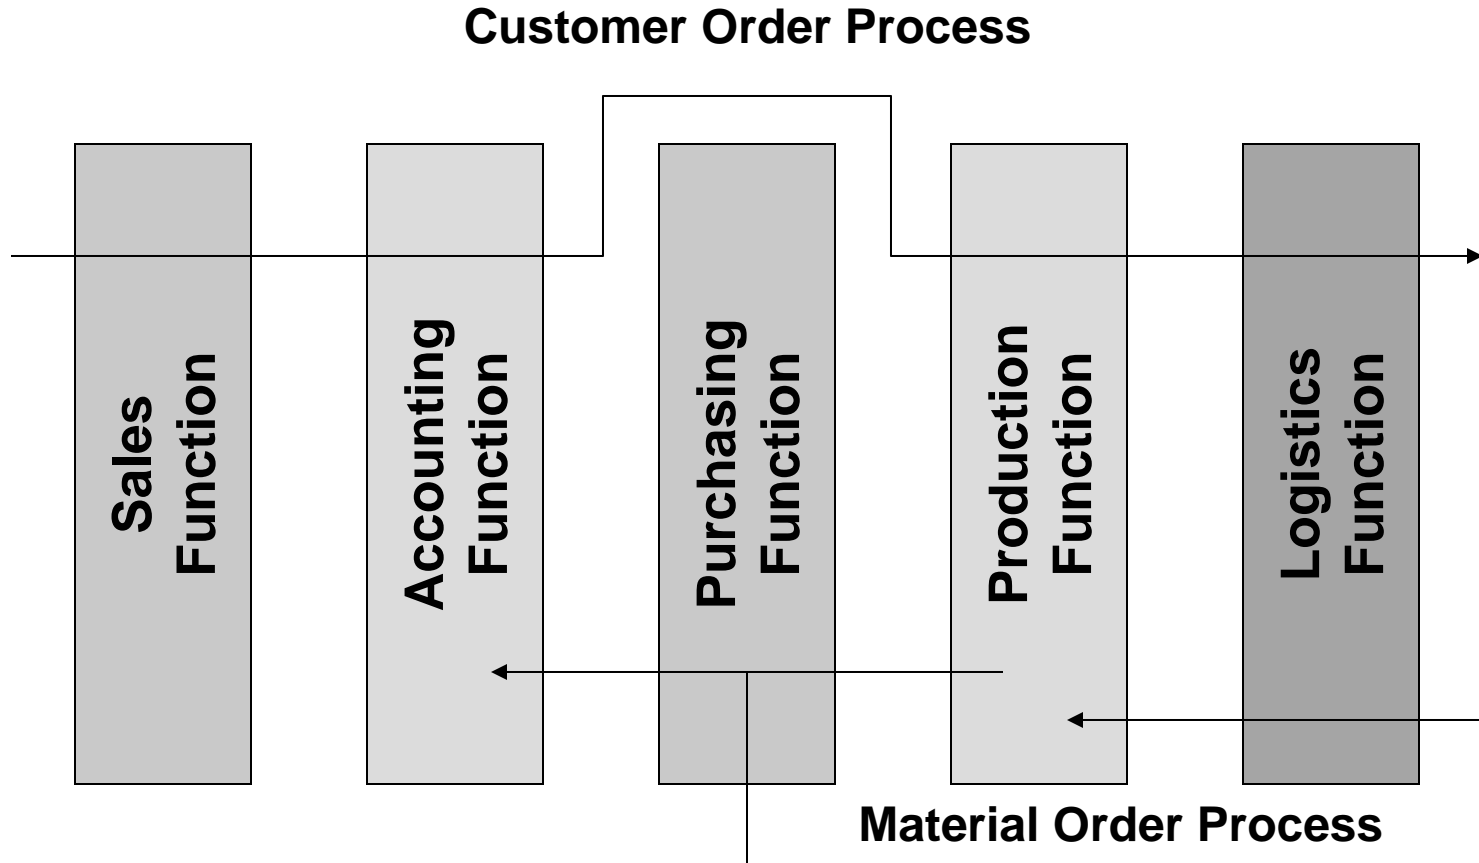 Customer Order Process
Sales
Function
Accounting
Function
Purchasing
Function
Production
Function
Logistics
Function
Material Order Process